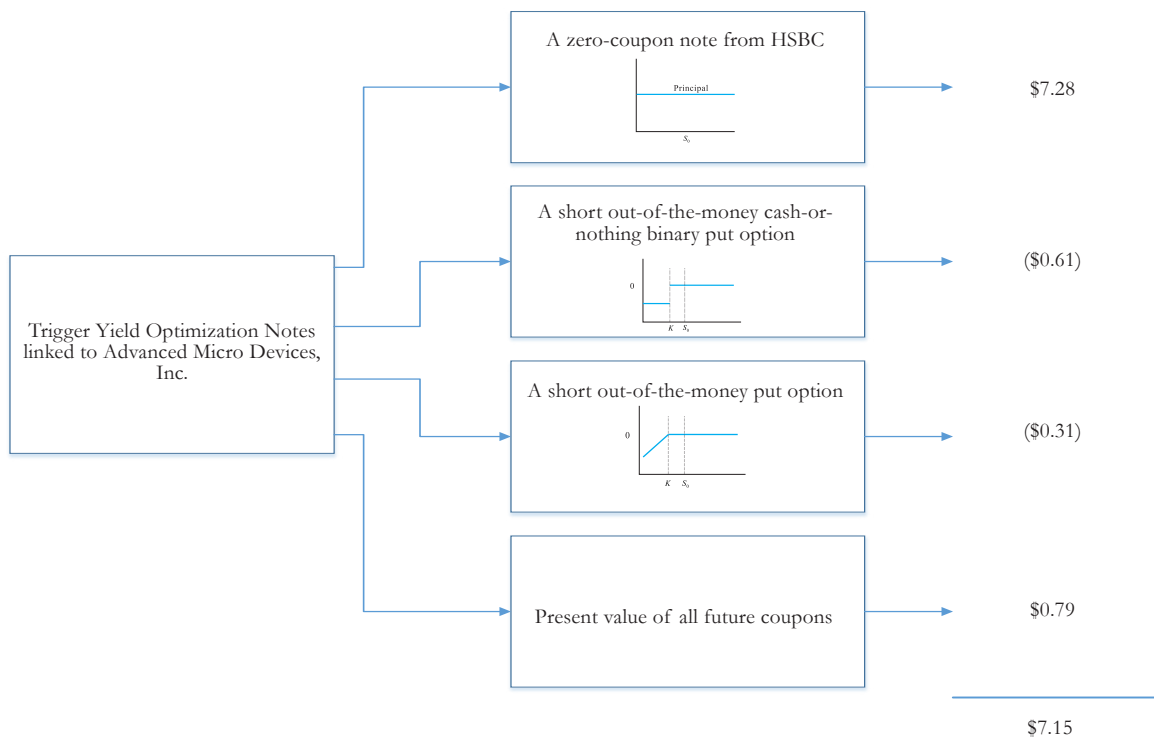 A zero-coupon note from HSBC
Principal
S0
$7.28
A short out-of-the-money cash-or-
nothing binary put option
0
K
S0
($0.61)
Trigger Yield Optimization Notes
linked to Advanced Micro Devices,
Inc.
A short out-of-the-money put option
0
K
S0
($0.31)
Present value of all future coupons
$0.79
$7.15